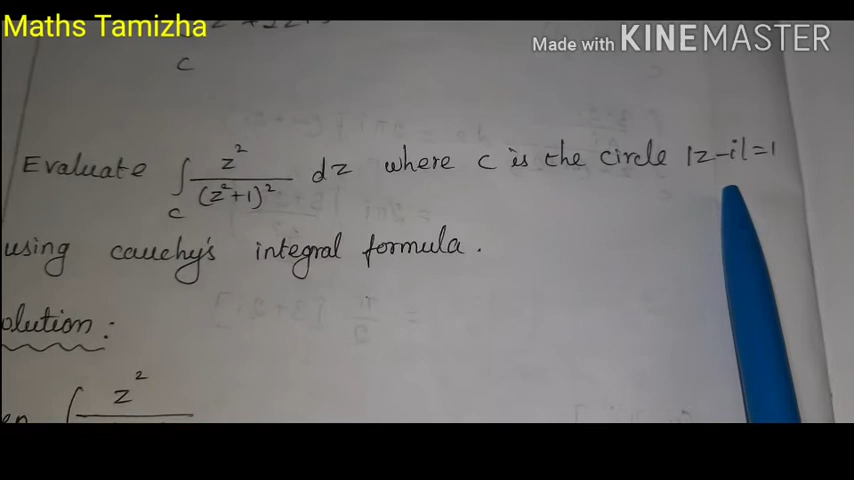 Maths Tamizha
Made with KINEMASTER
C
Evaluate ∫ z² / (z²+1)² dz where c is the circle |z-i|=1
C
using cauchy's integral formula.
olution:
∫ z²